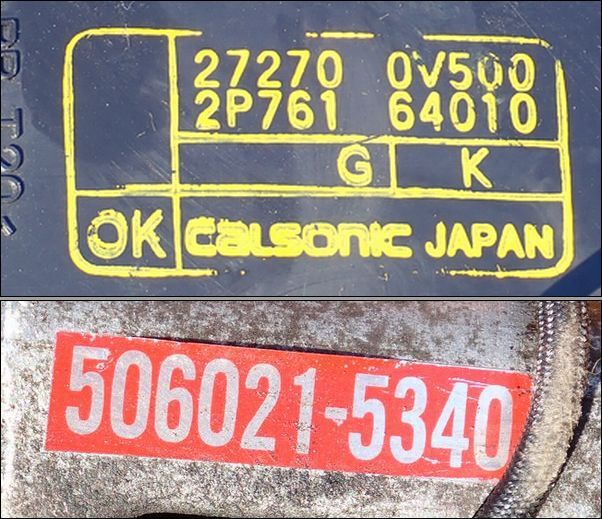 27270 0V500
2P761 64010
G K
OK CALSONIC JAPAN
506021-5340